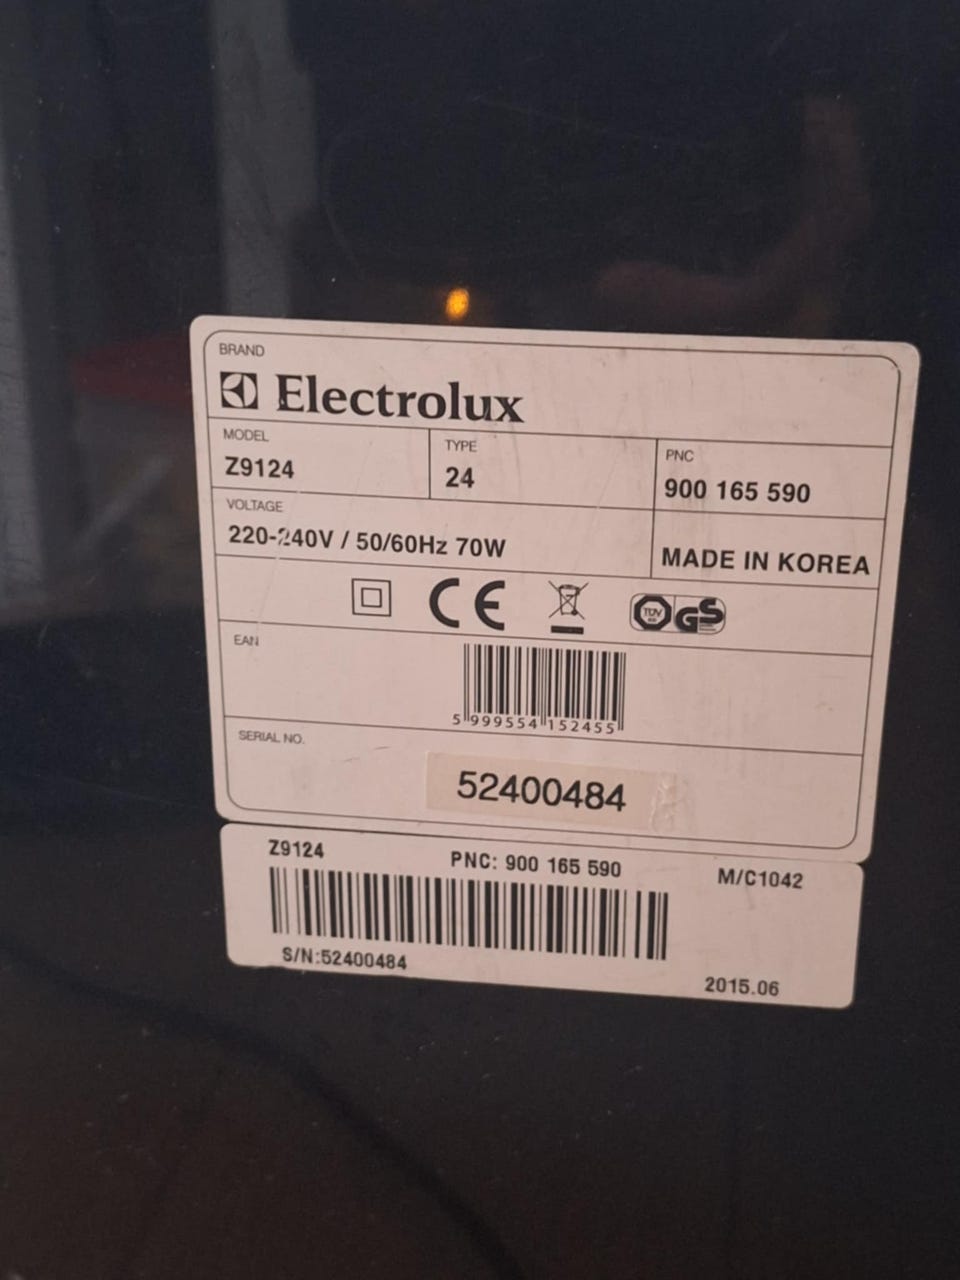 BRAND
Electrolux
MODEL
Z9124
TYPE
24
PNC
900 165 590
VOLTAGE
220-240V / 50/60Hz 70W
MADE IN KOREA
CE
TÜV
GS
EAN
5 999554 152455
SERIAL NO.
52400484
Z9124
PNC: 900 165 590
M/C1042
S/N:52400484
2015.06